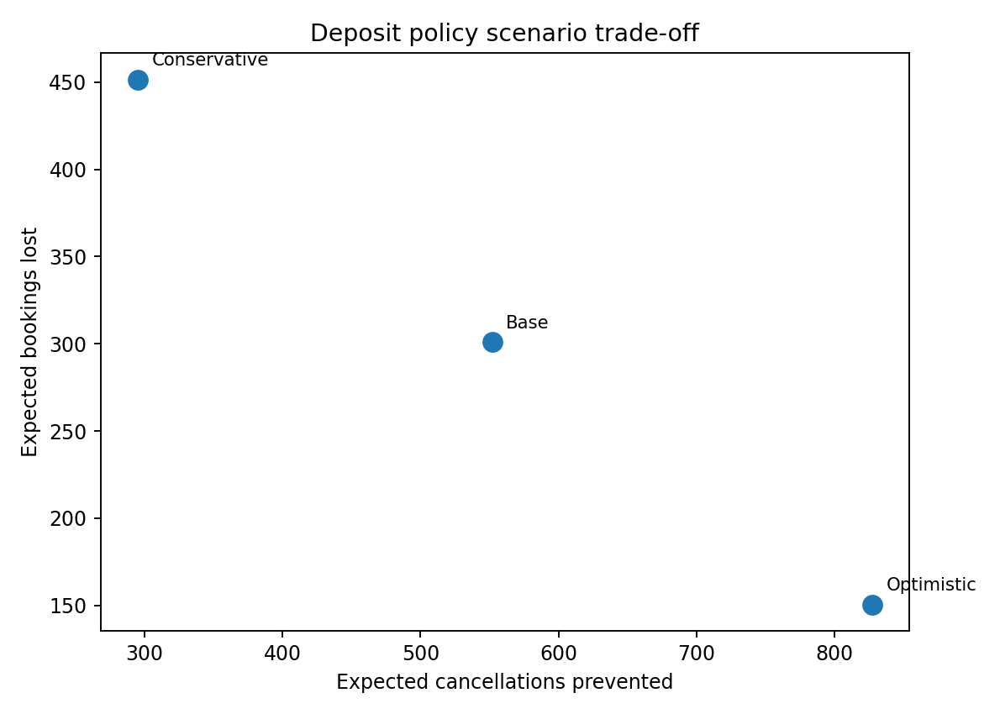 Deposit policy scenario trade-off
Conservative
450
400
Expected bookings lost
350
Base
300
250
200
Optimistic
150
300 400 500 600 700 800
Expected cancellations prevented